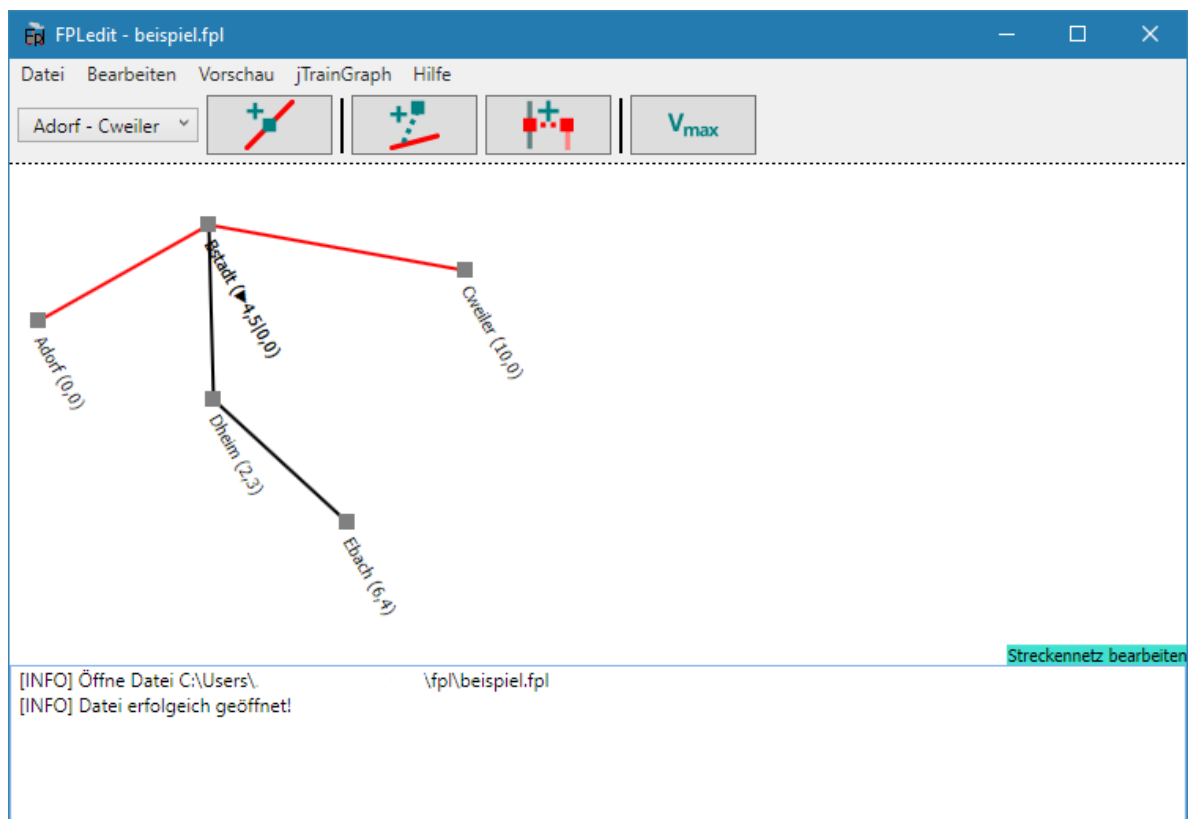 FPLedit - beispiel.fpl
Datei Bearbeiten Vorschau jTrainGraph Hilfe
Adorf - Cweiler
Vmax
Bstadt (▶4,5|0,0)
Cweiler (10,0)
Adorf (0,0)
Dheim (2,3)
Ebach (6,4)
Streckennetz bearbeiten
[INFO] Öffne Datei C:\Users\ \fpl\beispiel.fpl
[INFO] Datei erfolgeich geöffnet!